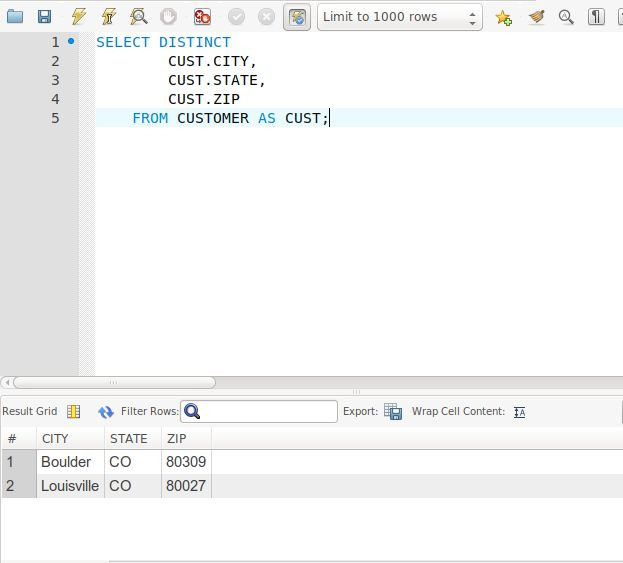 Limit to 1000 rows
1 SELECT DISTINCT
2 CUST.CITY,
3 CUST.STATE,
4 CUST.ZIP
5 FROM CUSTOMER AS CUST;
Result Grid Filter Rows: Export: Wrap Cell Content:
# CITY STATE ZIP
1 Boulder CO 80309
2 Louisville CO 80027